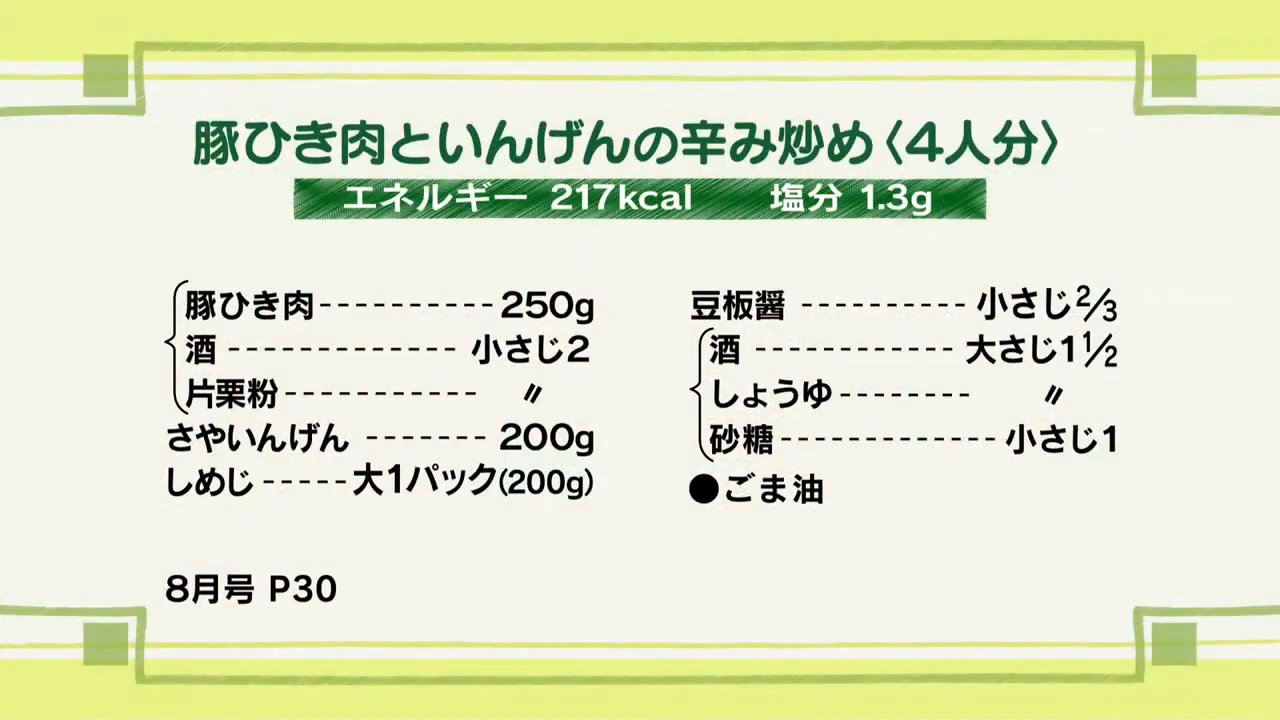 豚ひき肉といんげんの辛み炒め〈4人分〉
エネルギー 217kcal 塩分 1.3g
豚ひき肉----------250g
酒-------------小さじ2
片栗粉----------- 〃
さやいんげん-------200g
しめじ-----大1パック(200g)
豆板醤----------小さじ2/3
酒------------大さじ1 1/2
しょうゆ-------- 〃
砂糖-------------小さじ1
●ごま油
8月号 P30